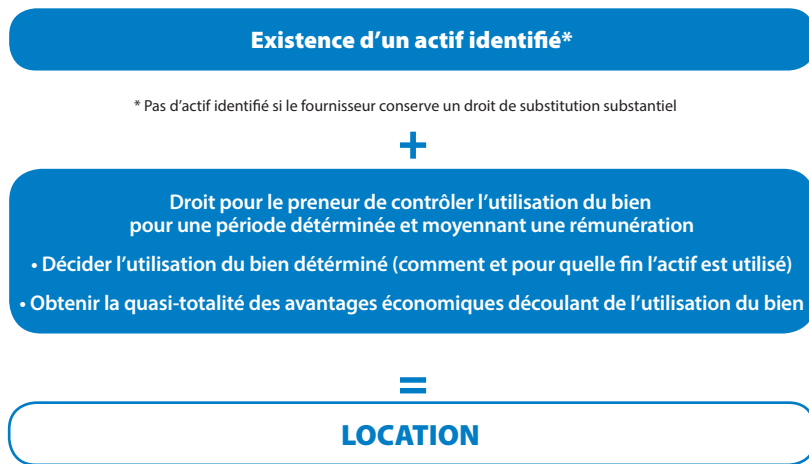 Existence d’un actif identifié*
* Pas d’actif identifié si le fournisseur conserve un droit de substitution substantiel
+
Droit pour le preneur de contrôler l’utilisation du bien
pour une période détérminée et moyennant une rémunération
• Décider l’utilisation du bien détérminé (comment et pour quelle fin l’actif est utilisé)
• Obtenir la quasi-totalité des avantages économiques découlant de l’utilisation du bien
=
LOCATION